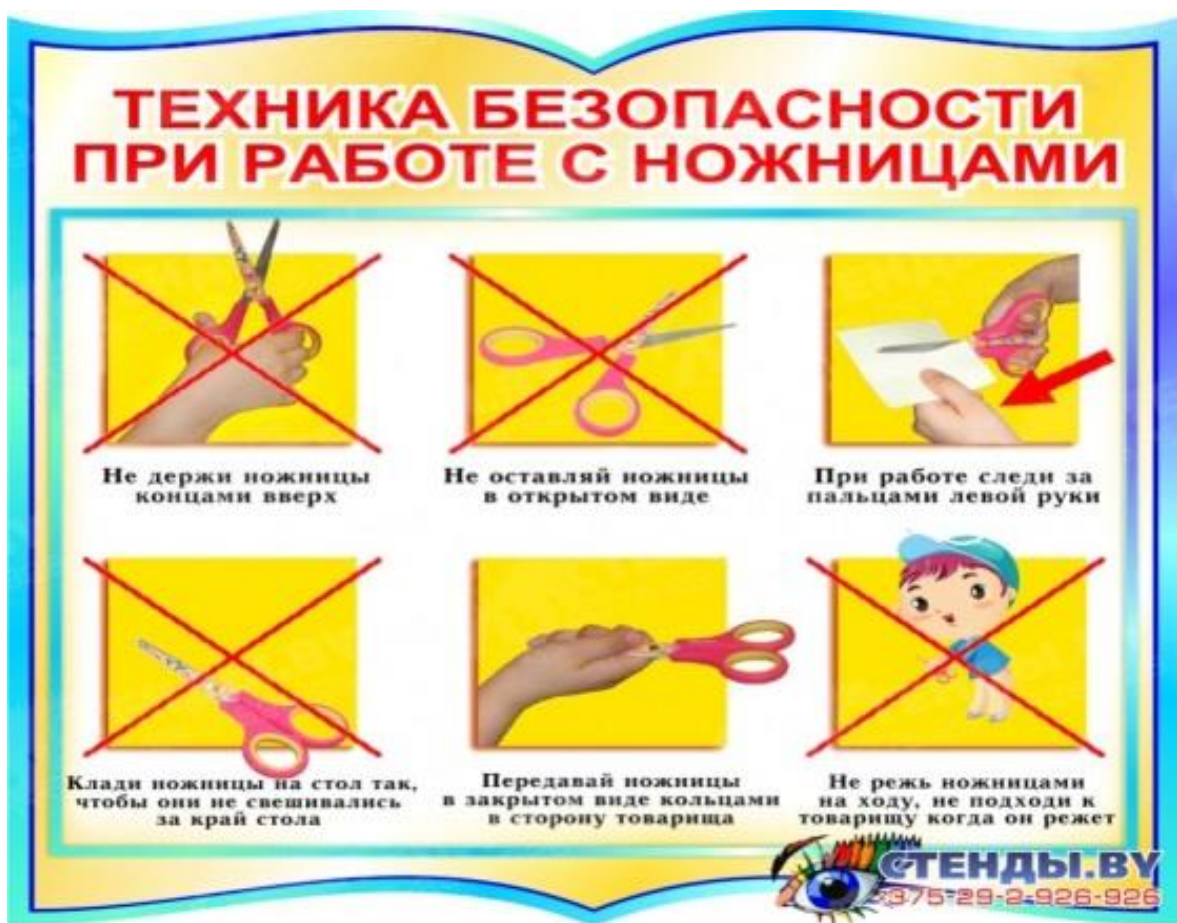 ТЕХНИКА БЕЗОПАСНОСТИ
ПРИ РАБОТЕ С НОЖНИЦАМИ
Не держи ножницы
концами вверх
Не оставляй ножницы
в открытом виде
При работе следи за
пальцами левой руки
Клади ножницы на стол так,
чтобы они не свешивались
за край стола
Передавай ножницы
в закрытом виде кольцами
в сторону товарища
Не режь ножницами
на ходу, не подходи к
товарищу когда он режет
СТЕНДЫ.BY
375-29-2-926-926